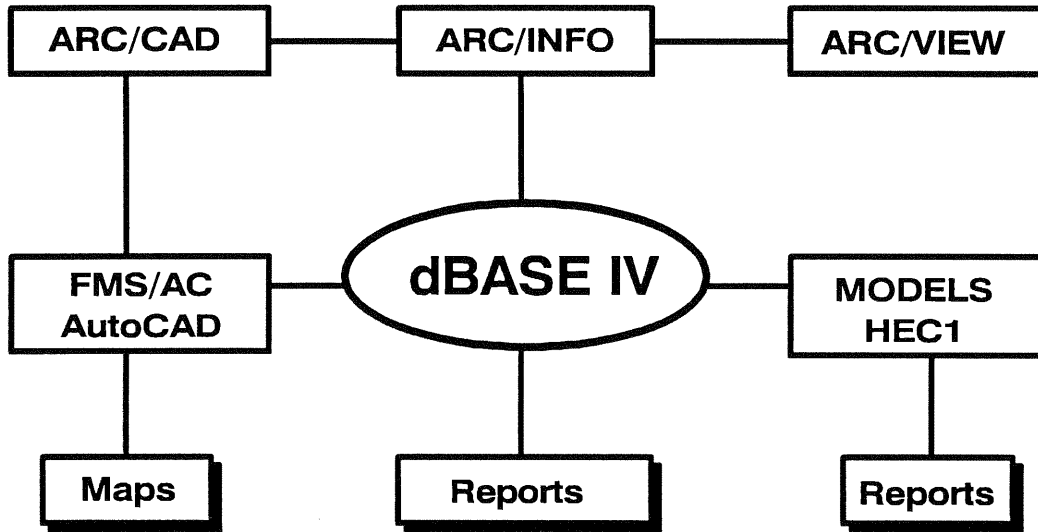 ARC/CAD
ARC/INFO
ARC/VIEW
FMS/AC
AutoCAD
dBASE IV
MODELS
HEC1
Maps
Reports
Reports